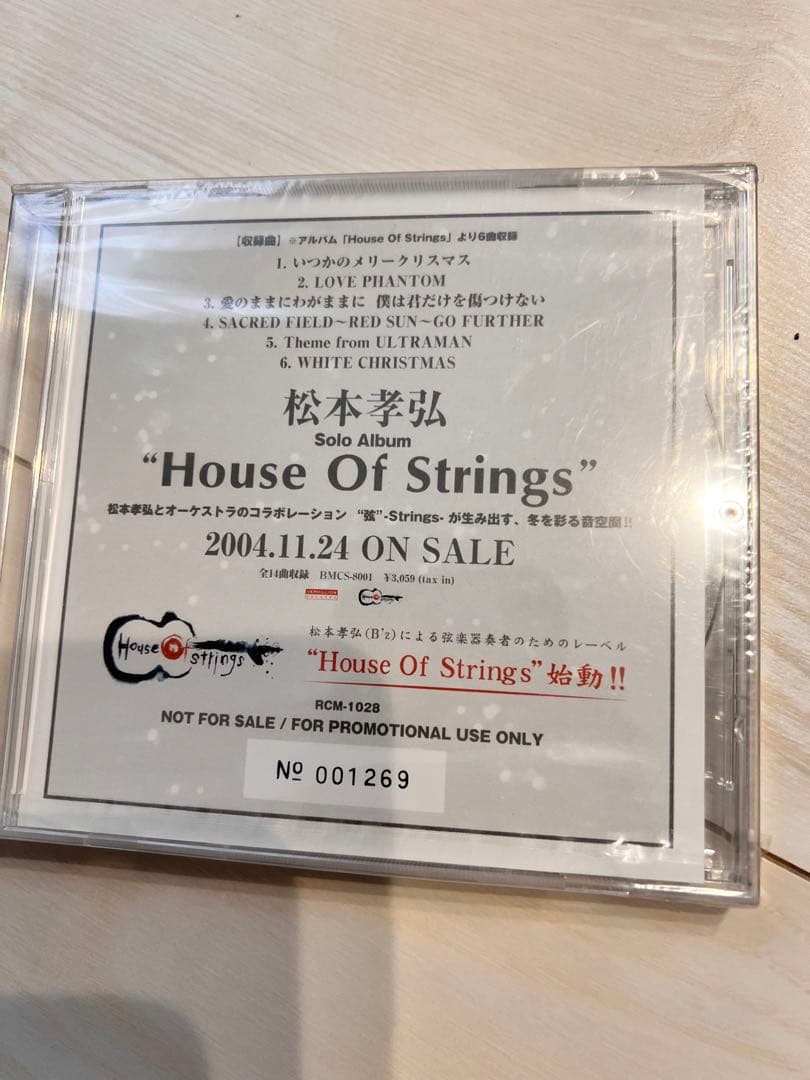 【収録曲】 ※アルバム「House Of Strings」より6曲収録
1. いつかのメリークリスマス
2. LOVE PHANTOM
3. 愛のままにわがままに 僕は君だけを傷つけない
4. SACRED FIELD～RED SUN～GO FURTHER
5. Theme from ULTRAMAN
6. WHITE CHRISTMAS
松本孝弘
Solo Album
“House Of Strings”
松本孝弘とオーケストラのコラボレーション “弦”-Strings- が生み出す、冬を彩る音空間!!
2004.11.24 ON SALE
全14曲収録 BMCS-8001 ¥3,059 (tax in)
House Of strings
松本孝弘(B'z)による弦楽器奏者のためのレーベル
“House Of Strings”始動!!
RCM-1028
NOT FOR SALE / FOR PROMOTIONAL USE ONLY
№ 001269